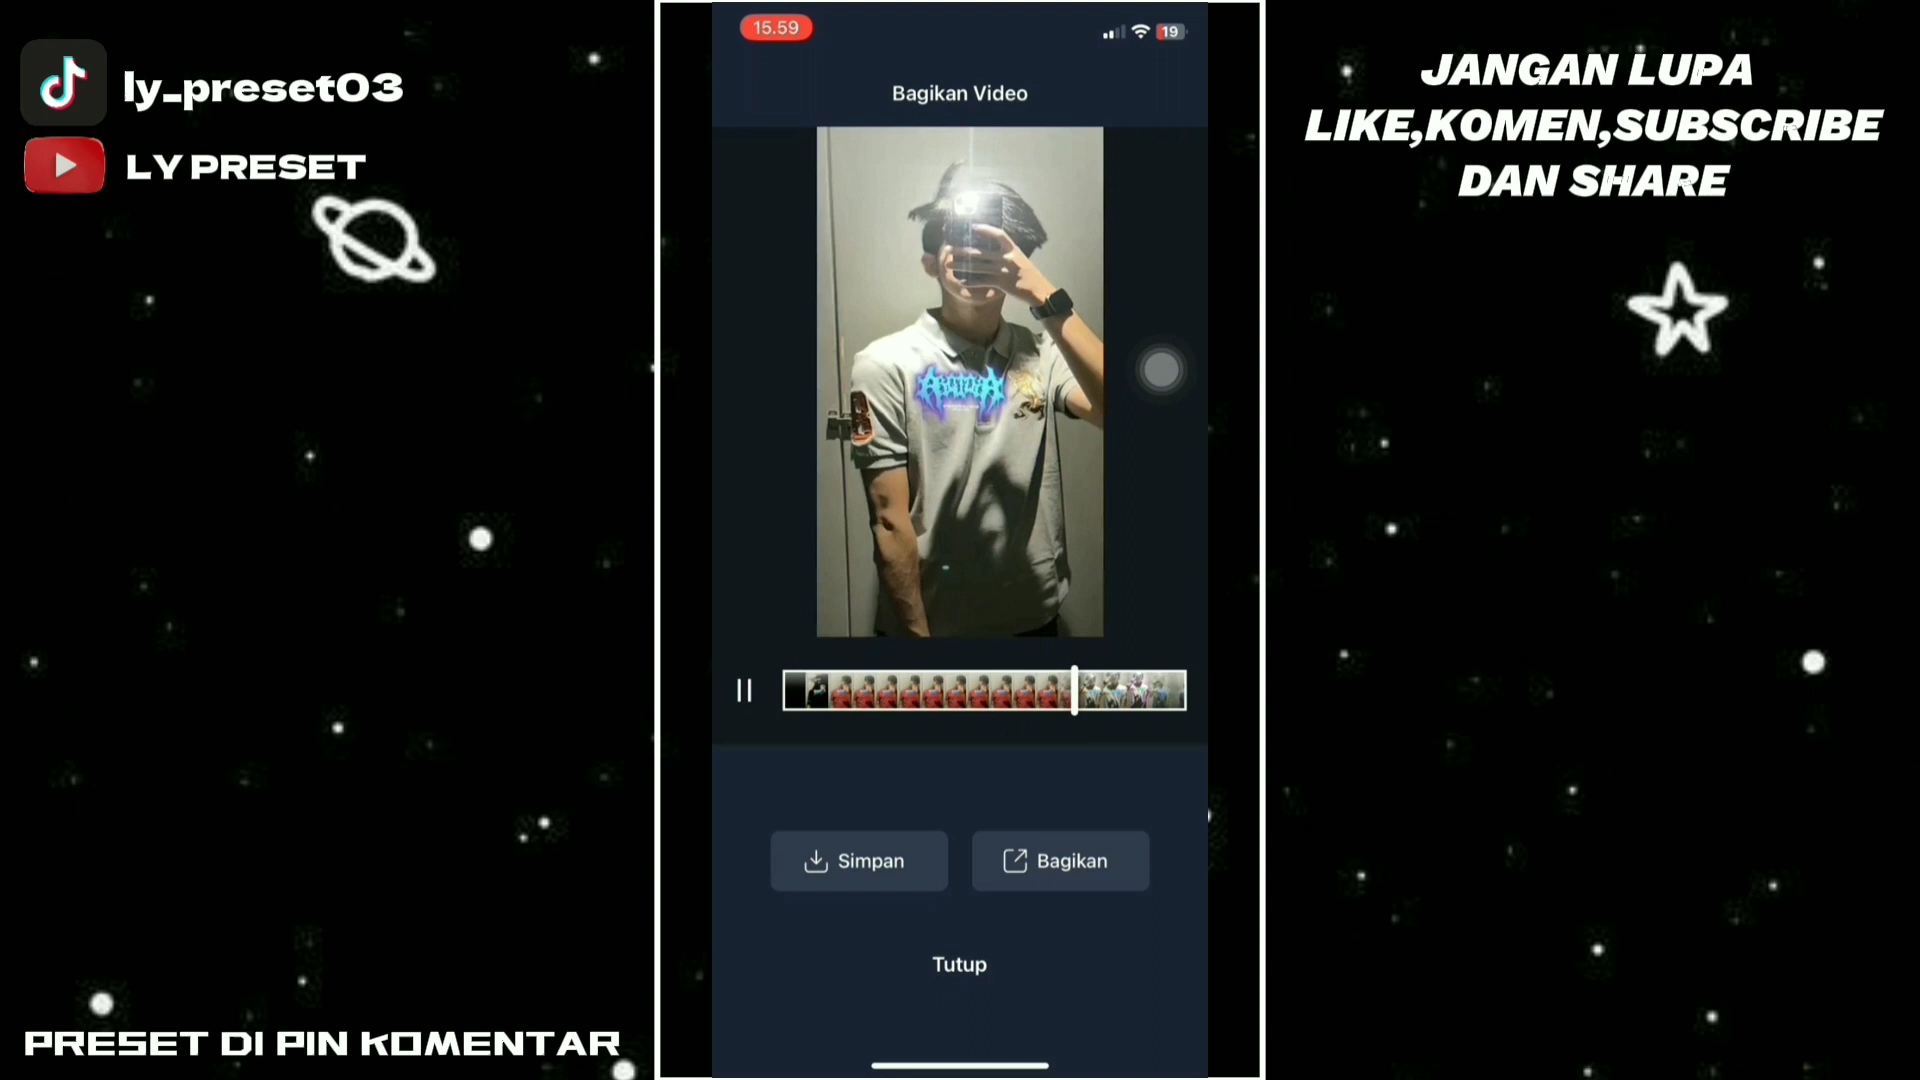 ly_preset03
LY PRESET
JANGAN LUPA
LIKE,KOMEN,SUBSCRIBE
DAN SHARE
15.59
19
Bagikan Video
Simpan
Bagikan
Tutup
PRESET DI PIN KOMENTAR